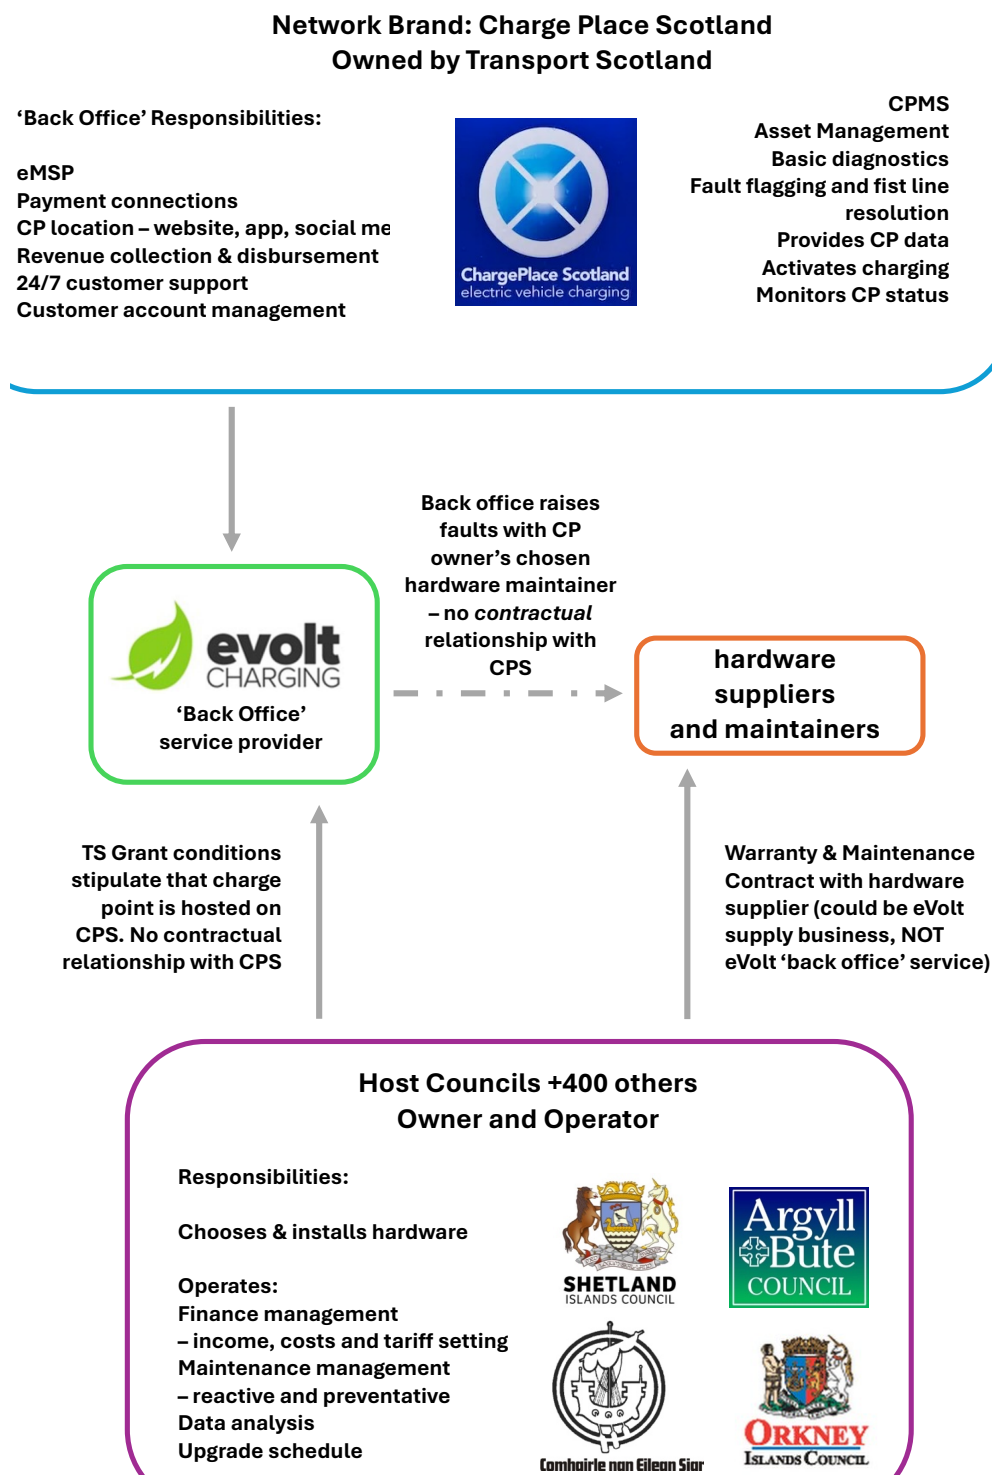 Network Brand: Charge Place Scotland
Owned by Transport Scotland
‘Back Office’ Responsibilities:
eMSP
Payment connections
CP location – website, app, social me
Revenue collection & disbursement
24/7 customer support
Customer account management
ChargePlace Scotland
electric vehicle charging
CPMS
Asset Management
Basic diagnostics
Fault flagging and fist line
resolution
Provides CP data
Activates charging
Monitors CP status
Back office raises
faults with CP
owner’s chosen
hardware maintainer
– no contractual
relationship with
CPS
evolt
CHARGING
‘Back Office’
service provider
hardware
suppliers
and maintainers
TS Grant conditions
stipulate that charge
point is hosted on
CPS. No contractual
relationship with CPS
Warranty & Maintenance
Contract with hardware
supplier (could be eVolt
supply business, NOT
eVolt ‘back office’ service)
Host Councils +400 others
Owner and Operator
Responsibilities:
Chooses & installs hardware
Operates:
Finance management
– income, costs and tariff setting
Maintenance management
– reactive and preventative
Data analysis
Upgrade schedule
SHETLAND
ISLANDS COUNCIL
Argyll
Bute
COUNCIL
Comhairle nan Eilean Siar
ORKNEY
ISLANDS COUNCIL